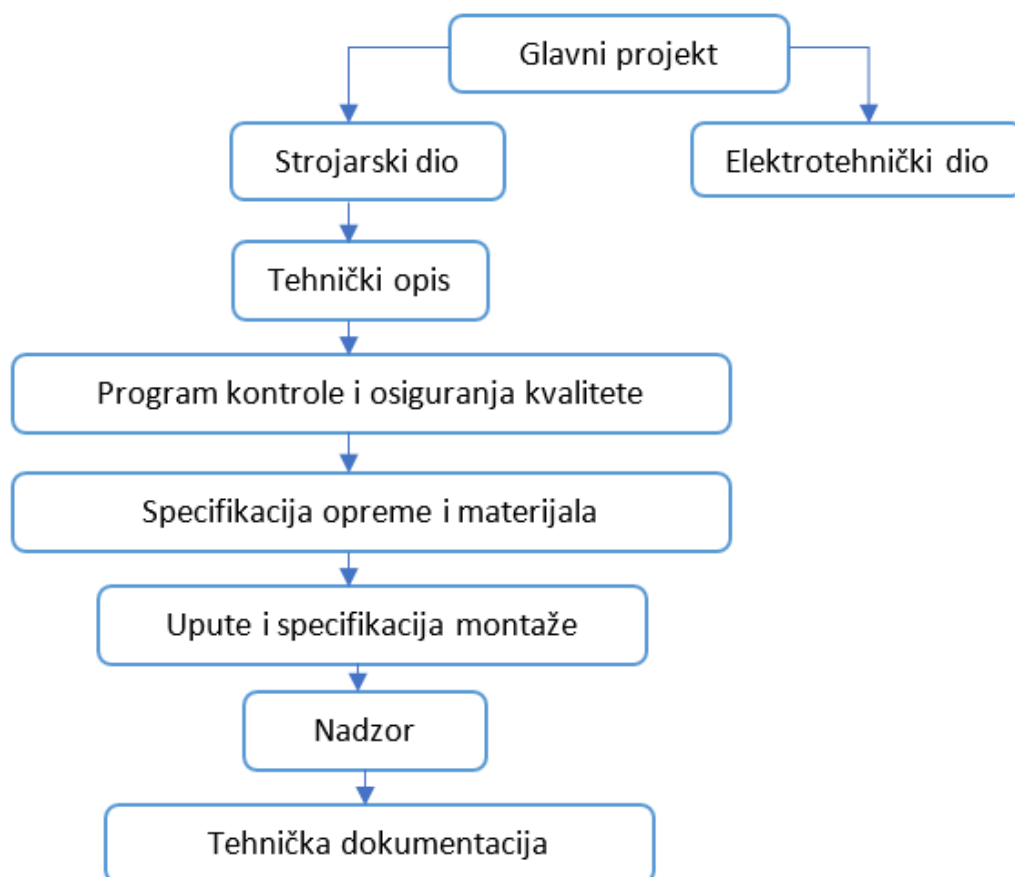 Glavni projekt
Strojarski dio
Elektrotehnički dio
Tehnički opis
Program kontrole i osiguranja kvalitete
Specifikacija opreme i materijala
Upute i specifikacija montaže
Nadzor
Tehnička dokumentacija